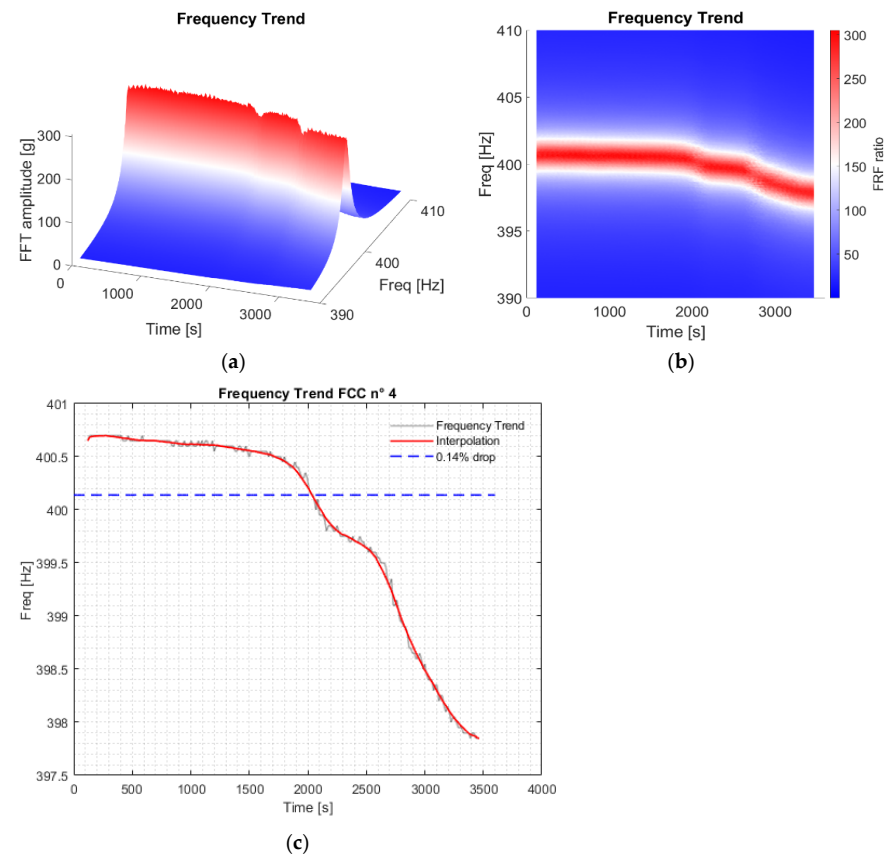 Frequency Trend
FFT amplitude [g]
300
200
100
0
0
1000
2000
3000
Time [s]
390
400
410
Freq [Hz]
(a)
Frequency Trend
Freq [Hz]
410
405
400
395
390
0
1000
2000
3000
Time [s]
300
250
200
150
100
50
FRF ratio
(b)
Frequency Trend FCC n° 4
Frequency Trend
Interpolation
0.14% drop
Freq [Hz]
401
400.5
400
399.5
399
398.5
398
397.5
0
500
1000
1500
2000
2500
3000
3500
4000
Time [s]
(c)